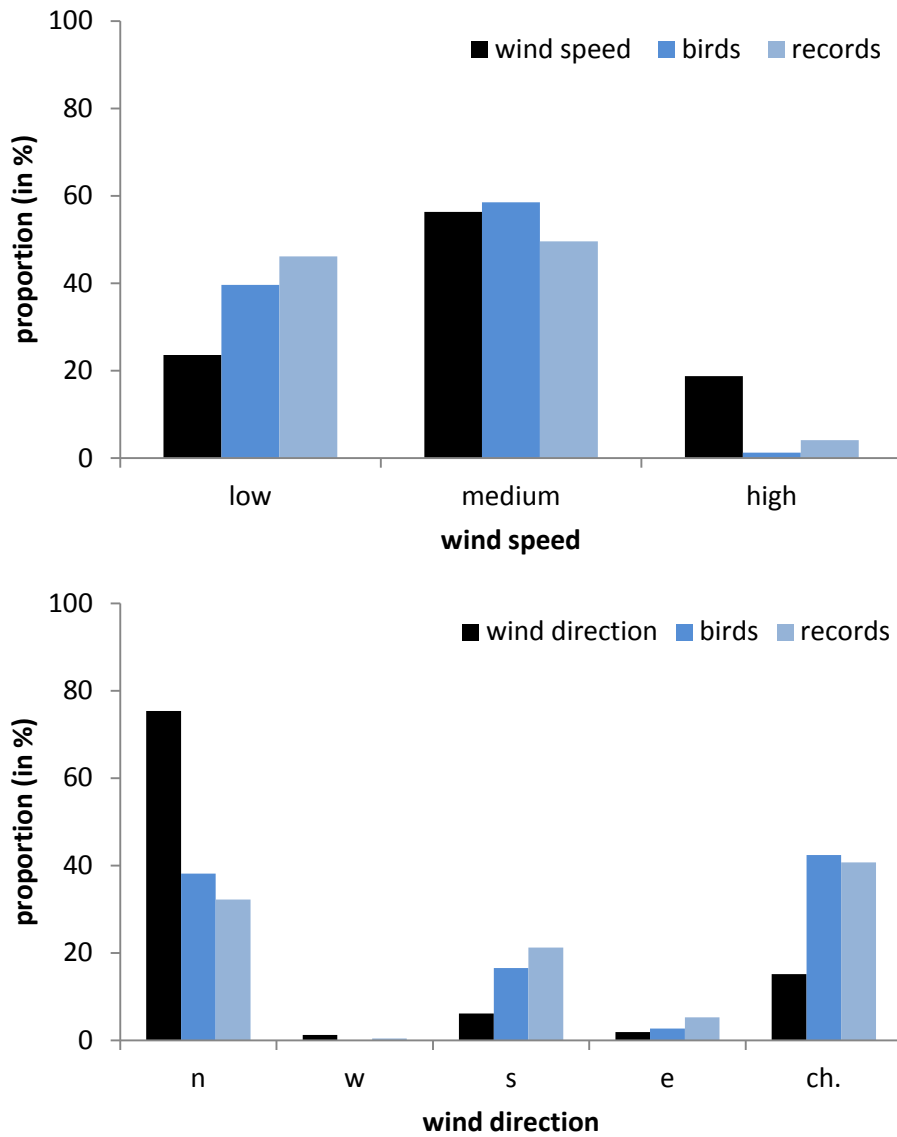 100
80
60
40
20
0
proportion (in %)
wind speed birds records
low medium high
wind speed
100
80
60
40
20
0
proportion (in %)
wind direction birds records
n w s e ch.
wind direction